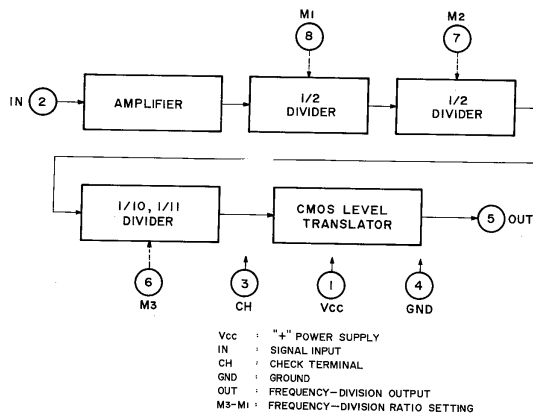 M1
8
M2
7
IN 2
AMPLIFIER
1/2
DIVIDER
1/2
DIVIDER
1/10, 1/11
DIVIDER
CMOS LEVEL
TRANSLATOR
5 OUT
6
M3
3
CH
1
Vcc
4
GND
Vcc : "+" POWER SUPPLY
IN : SIGNAL INPUT
CH : CHECK TERMINAL
GND : GROUND
OUT : FREQUENCY-DIVISION OUTPUT
M3-M1 : FREQUENCY-DIVISION RATIO SETTING